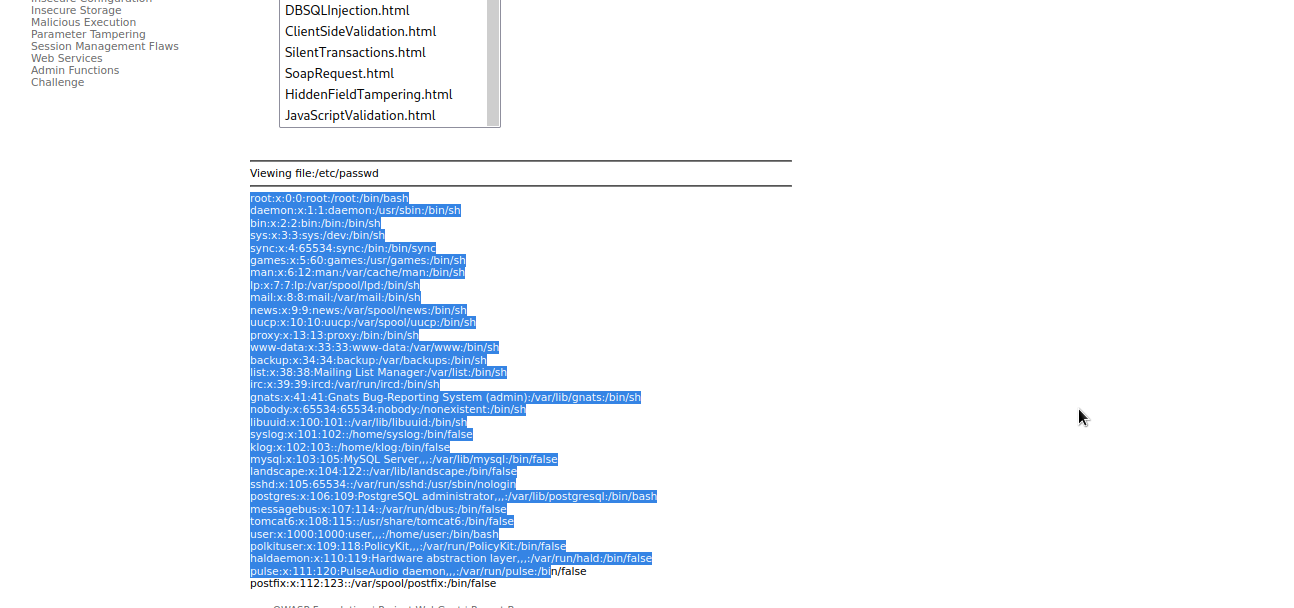 Insecure Configuration
Insecure Storage
Malicious Execution
Parameter Tampering
Session Management Flaws
Web Services
Admin Functions
Challenge
DBSQLInjection.html
ClientSideValidation.html
SilentTransactions.html
SoapRequest.html
HiddenFieldTampering.html
JavaScriptValidation.html
Viewing file:/etc/passwd
root:x:0:0:root:/root:/bin/bash
daemon:x:1:1:daemon:/usr/sbin:/bin/sh
bin:x:2:2:bin:/bin:/bin/sh
sys:x:3:3:sys:/dev:/bin/sh
sync:x:4:65534:sync:/bin:/bin/sync
games:x:5:60:games:/usr/games:/bin/sh
man:x:6:12:man:/var/cache/man:/bin/sh
lp:x:7:7:lp:/var/spool/lpd:/bin/sh
mail:x:8:8:mail:/var/mail:/bin/sh
news:x:9:9:news:/var/spool/news:/bin/sh
uucp:x:10:10:uucp:/var/spool/uucp:/bin/sh
proxy:x:13:13:proxy:/bin:/bin/sh
www-data:x:33:33:www-data:/var/www:/bin/sh
backup:x:34:34:backup:/var/backups:/bin/sh
list:x:38:38:Mailing List Manager:/var/list:/bin/sh
irc:x:39:39:ircd:/var/run/ircd:/bin/sh
gnats:x:41:41:Gnats Bug-Reporting System (admin):/var/lib/gnats:/bin/sh
nobody:x:65534:65534:nobody:/nonexistent:/bin/sh
libuuid:x:100:101::/var/lib/libuuid:/bin/sh
syslog:x:101:102::/home/syslog:/bin/false
klog:x:102:103::/home/klog:/bin/false
mysql:x:103:105:MySQL Server,,,:/var/lib/mysql:/bin/false
landscape:x:104:122::/var/lib/landscape:/bin/false
sshd:x:105:65534::/var/run/sshd:/usr/sbin/nologin
postgres:x:106:109:PostgreSQL administrator,,,:/var/lib/postgresql:/bin/bash
messagebus:x:107:114::/var/run/dbus:/bin/false
tomcat6:x:108:115::/usr/share/tomcat6:/bin/false
user:x:1000:1000:user,,,:/home/user:/bin/bash
polkituser:x:109:118:PolicyKit,,,:/var/run/PolicyKit:/bin/false
haldaemon:x:110:119:Hardware abstraction layer,,,:/var/run/hald:/bin/false
pulse:x:111:120:PulseAudio daemon,,,:/var/run/pulse:/bin/false
postfix:x:112:123::/var/spool/postfix:/bin/false